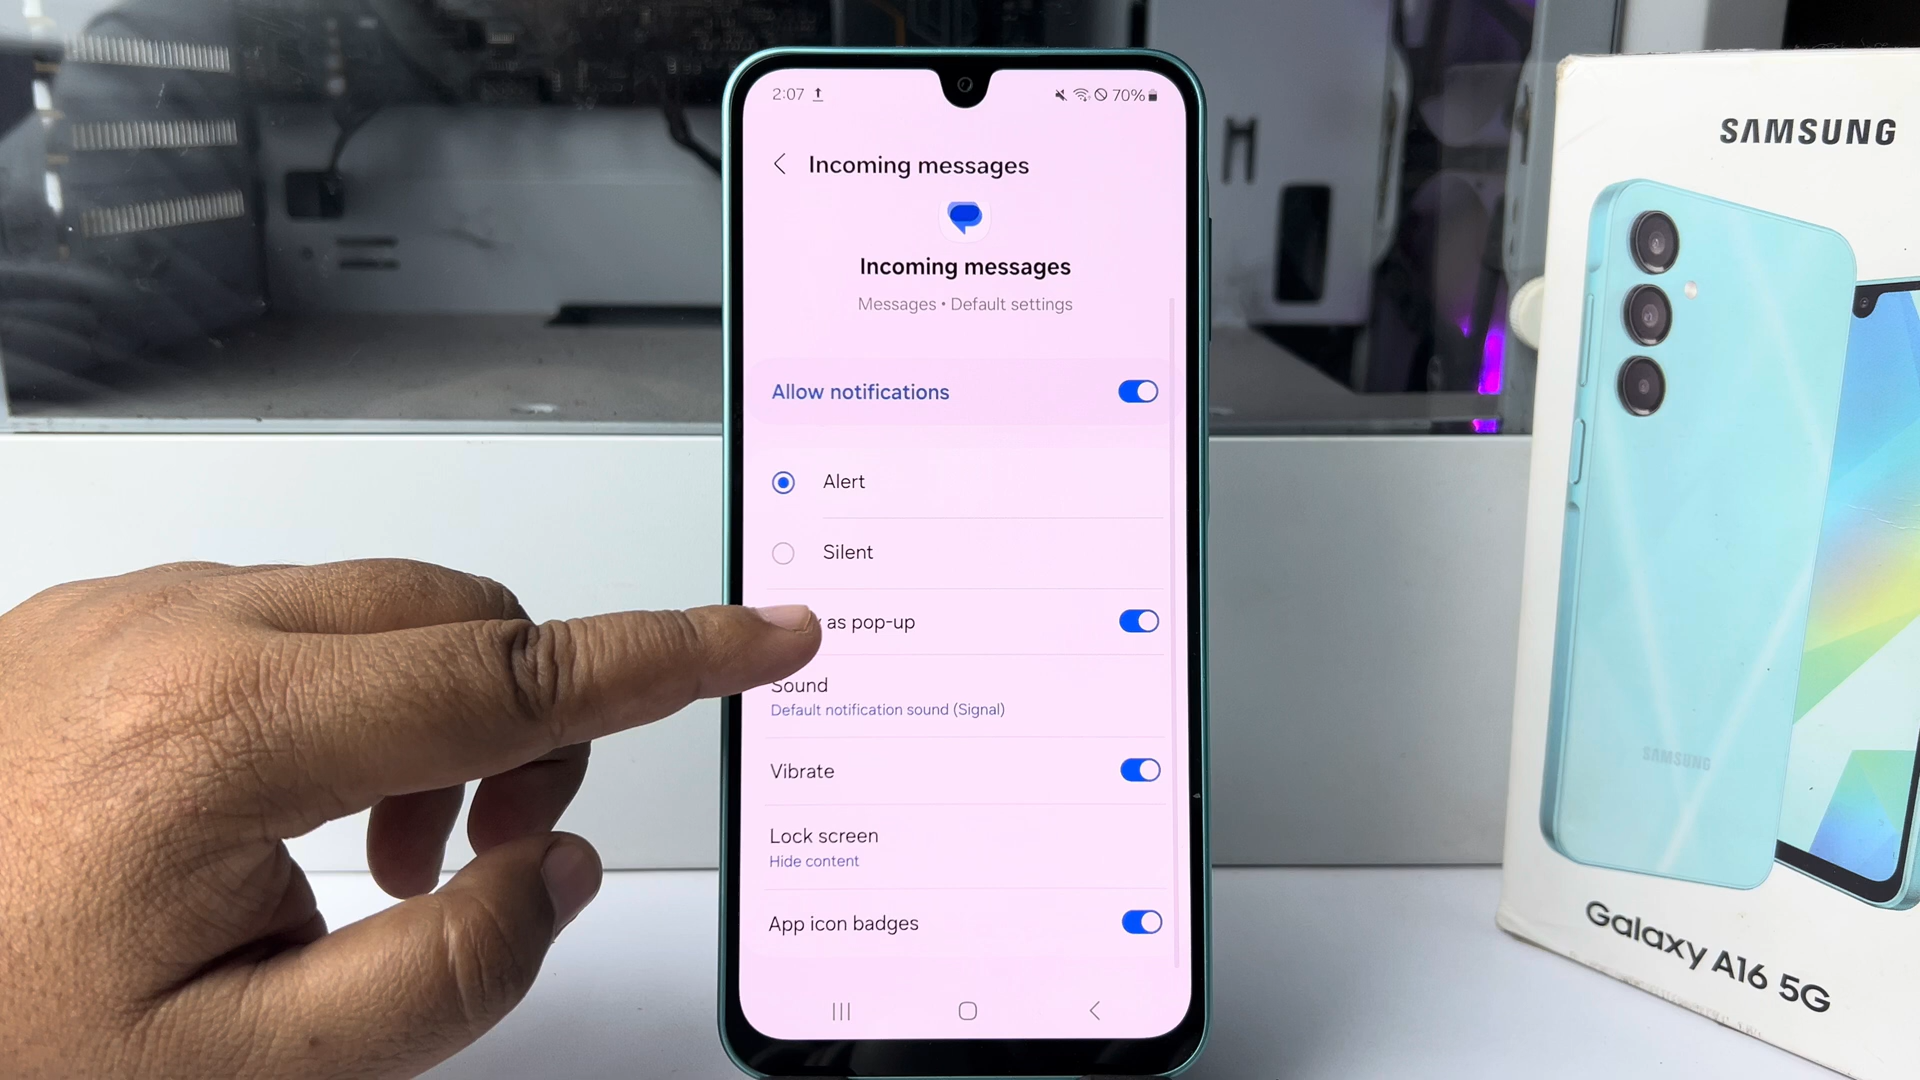 2:07 70%
Incoming messages
Incoming messages
Messages • Default settings
Allow notifications
Alert
Silent
as pop-up
Sound
Default notification sound (Signal)
Vibrate
Lock screen
Hide content
App icon badges
SAMSUNG
SAMSUNG
Galaxy A16 5G